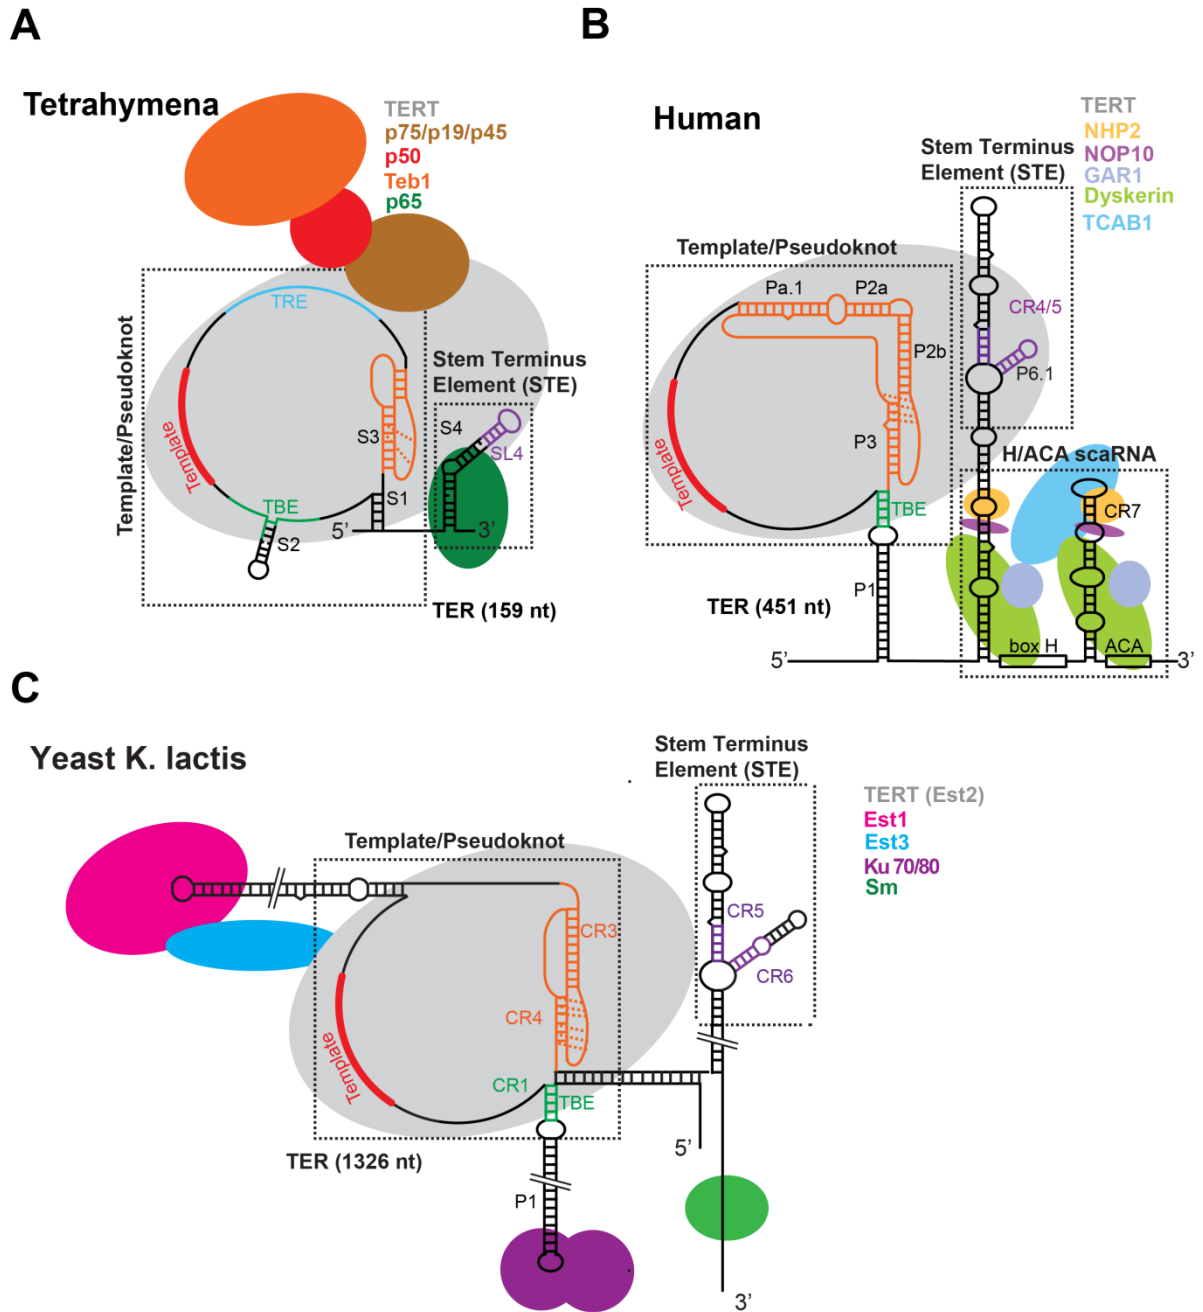 A
Tetrahymena
TERT
p75/p19/p45
p50
Teb1
p65
Template/Pseudoknot
TRE
Template
TBE
S2
S3
S1
5’
Stem Terminus
Element (STE)
S4
SL4
3’
TER (159 nt)
B
Human
TERT
NHP2
NOP10
GAR1
Dyskerin
TCAB1
Stem Terminus
Element (STE)
Template/Pseudoknot
Pa.1
P2a
P2b
P3
Template
TBE
P1
CR4/5
P6.1
H/ACA scaRNA
CR7
TER (451 nt)
5’
box H
ACA
3’
C
Yeast K. lactis
Stem Terminus
Element (STE)
TERT (Est2)
Est1
Est3
Ku 70/80
Sm
Template/Pseudoknot
CR3
CR4
Template
CR1
TBE
CR5
CR6
5’
TER (1326 nt)
P1
3’